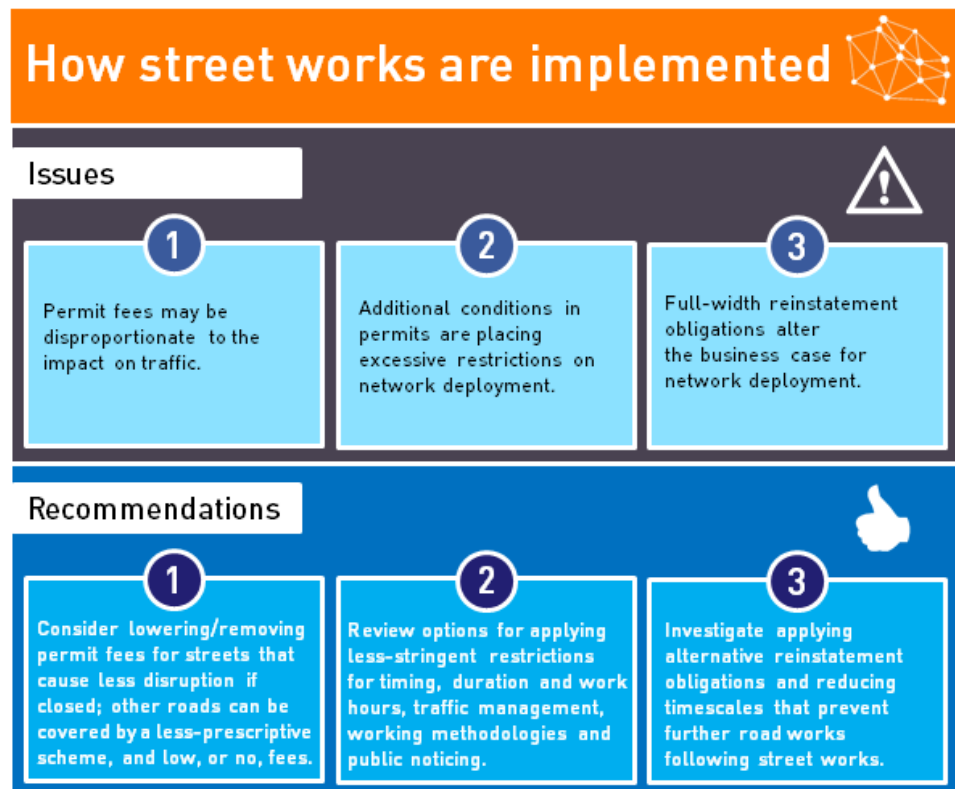 How street works are implemented
Issues
1
Permit fees may be
disproportionate to the
impact on traffic.
2
Additional conditions in
permits are placing
excessive restrictions on
network deployment.
3
Full-width reinstatement
obligations alter
the business case for
network deployment.
Recommendations
1
Consider lowering/removing
permit fees for streets that
cause less disruption if
closed; other roads can be
covered by a less-prescriptive
scheme, and low, or no, fees.
2
Review options for applying
less-stringent restrictions
for timing, duration and work
hours, traffic management,
working methodologies and
public noticing.
3
Investigate applying
alternative reinstatement
obligations and reducing
timescales that prevent
further road works
following street works.